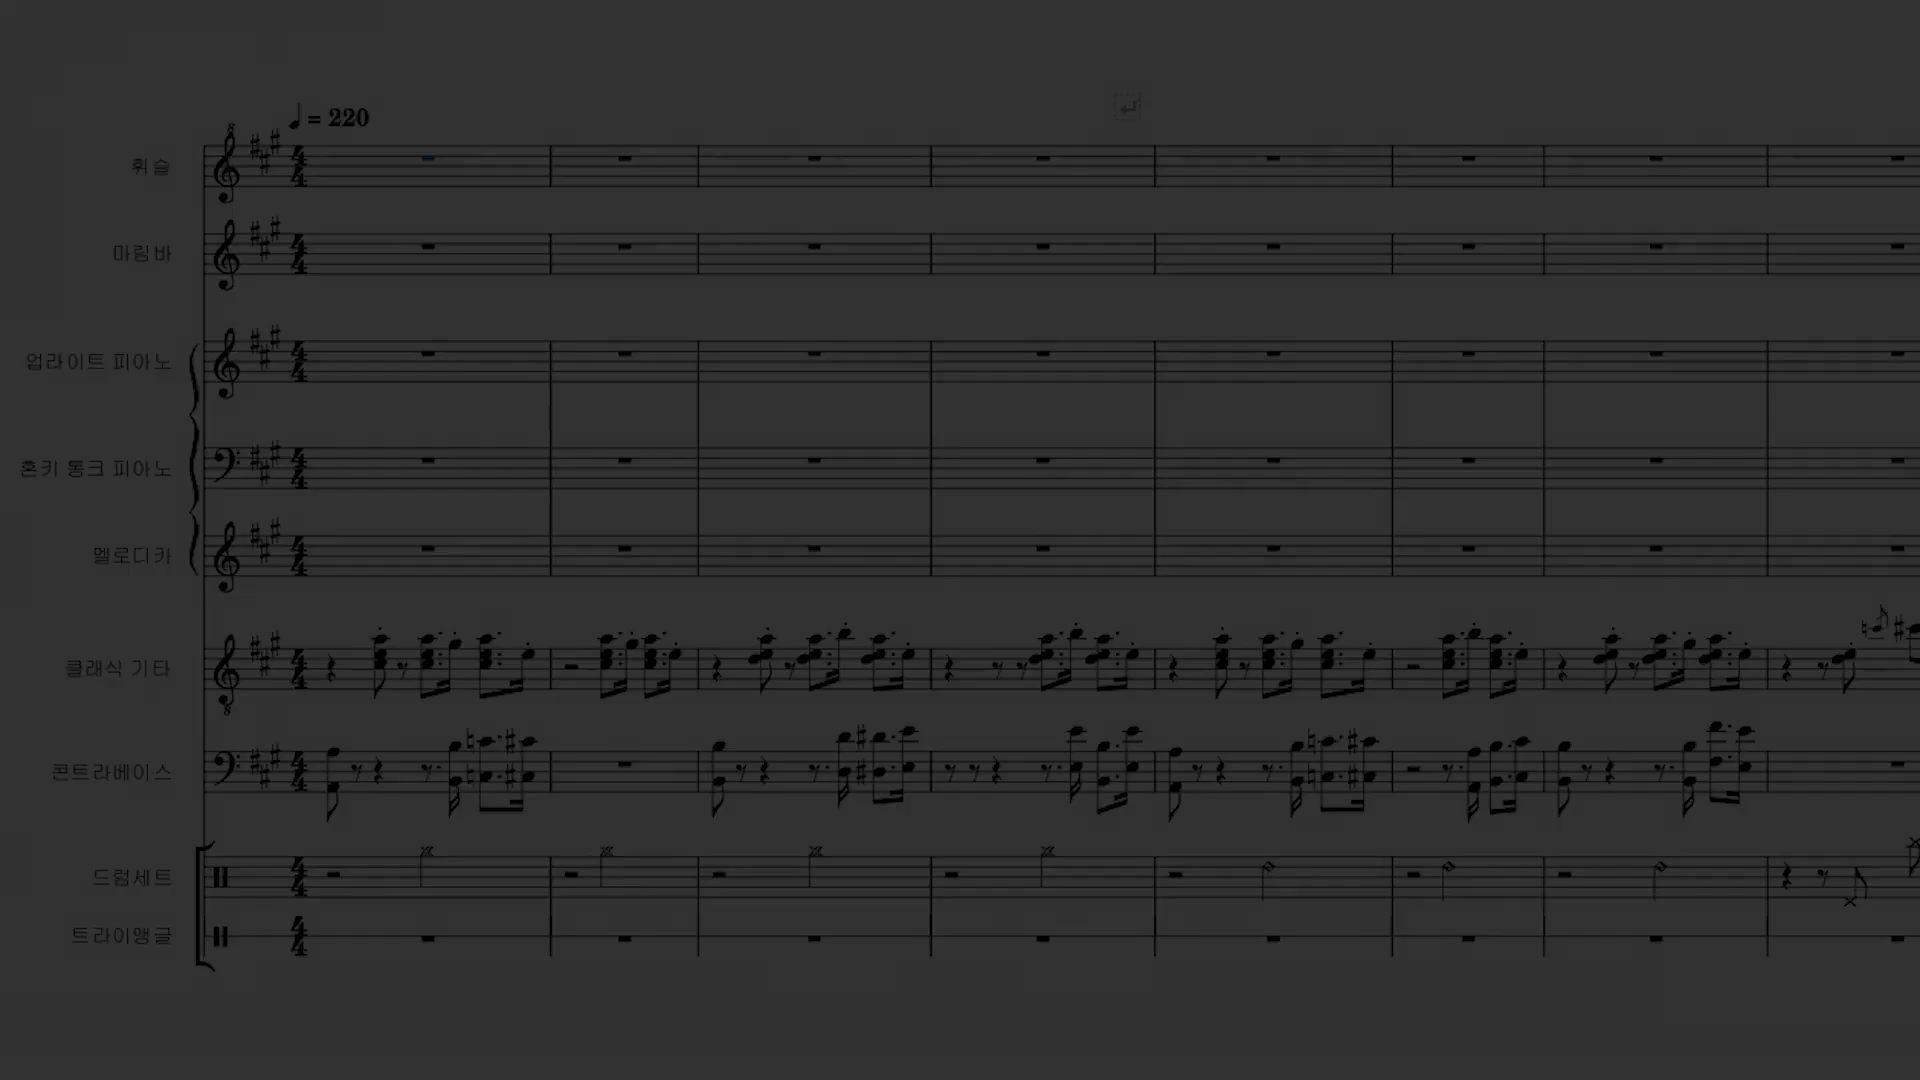 ♩ = 220
휘슬
마림바
업라이트 피아노
혼키 통크 피아노
멜로디카
클래식 기타
콘트라베이스
드럼세트
트라이앵글